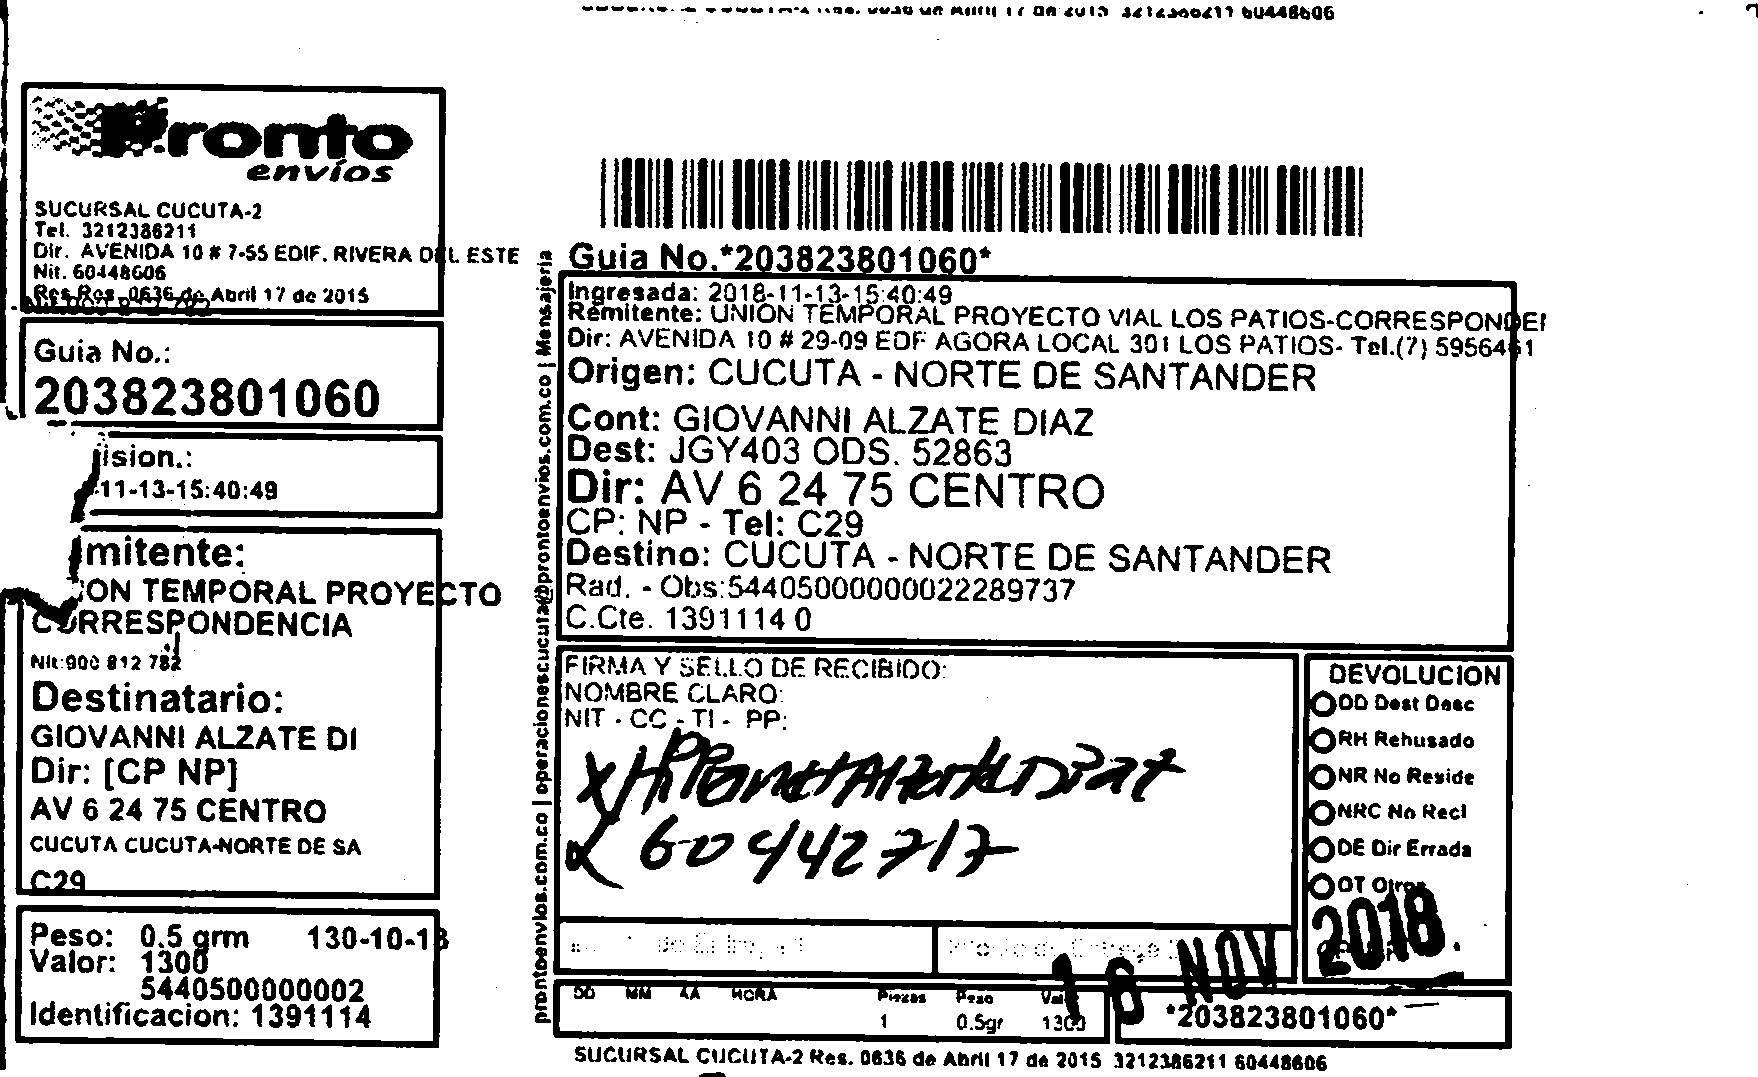 3212386211 60448606
Pronto
envíos
SUCURSAL CUCUTA-2
Tel. 3212386211
Dir. AVENIDA 10 # 7-55 EDIF. RIVERA DEL ESTE
Nit. 60448606
Res Res. 0636 de Abril 17 de 2015
Guia No.:
203823801060
ision.:
11-13-15:40:49
mitente:
ON TEMPORAL PROYECTO
CORRESPONDENCIA
Nit:900 812 782
Destinatario:
GIOVANNI ALZATE DI
Dir: [CP NP]
AV 6 24 75 CENTRO
CUCUTA CUCUTA-NORTE DE SA
C29
Peso: 0.5 grm 130-10-18
Valor: 1300
5440500000002
Identificacion: 1391114
prontoenvios.com.co | operacionescucuta@prontoenvios.com.co | Mensajeria
Guia No.*203823801060*
Ingresada: 2018-11-13-15:40:49
Remitente: UNION TEMPORAL PROYECTO VIAL LOS PATIOS-CORRESPONDEN
Dir: AVENIDA 10 # 29-09 EDF AGORA LOCAL 301 LOS PATIOS- Tel.(7) 5956461
Origen: CUCUTA - NORTE DE SANTANDER
Cont: GIOVANNI ALZATE DIAZ
Dest: JGY403 ODS. 52863
Dir: AV 6 24 75 CENTRO
CP: NP - Tel: C29
Destino: CUCUTA - NORTE DE SANTANDER
Rad. - Obs:54405000000022289737
C.Cte. 1391114 0
FIRMA Y SELLO DE RECIBIDO:
NOMBRE CLARO:
NIT - CC - TI - PP:
60442717
DEVOLUCION
DD Dest Desc
RH Rehusado
NR No Reside
NRC No Recl
DE Dir Errada
OT Otros
16 NOV 2018
DD MM AA HORA Piezas Peso Val
1 0.5gr 1300
*203823801060*
SUCURSAL CUCUTA-2 Res. 0636 de Abril 17 de 2015 3212386211 60448606